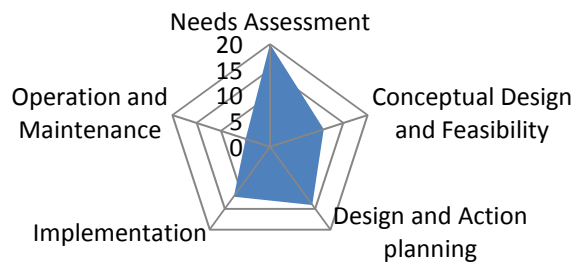 Needs Assessment
20
15
10
5
0
Conceptual Design
and Feasibility
Design and Action
planning
Implementation
Operation and
Maintenance